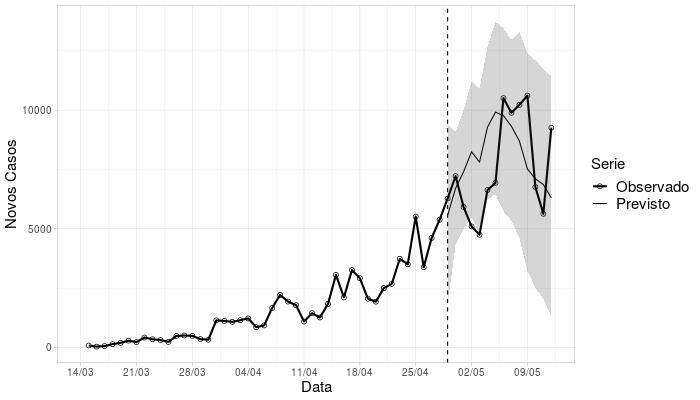 Novos Casos
10000
5000
0
14/03
21/03
28/03
04/04
11/04
18/04
25/04
02/05
09/05
Data
Serie
Observado
Previsto